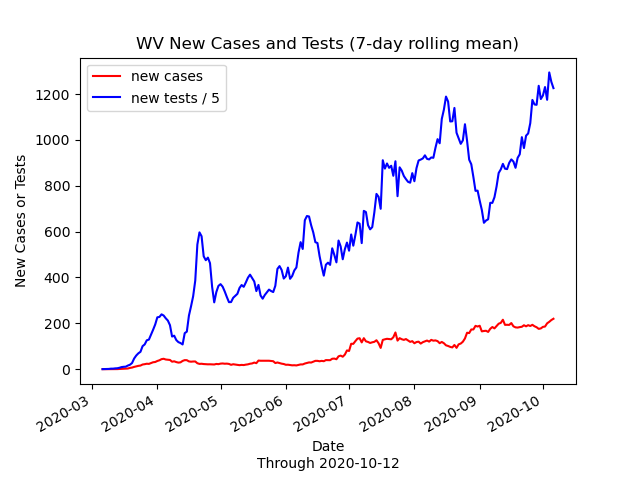 WV New Cases and Tests (7-day rolling mean)
new cases
new tests / 5
New Cases or Tests
1200
1000
800
600
400
200
0
2020-03
2020-04
2020-05
2020-06
2020-07
2020-08
2020-09
2020-10
Date
Through 2020-10-12